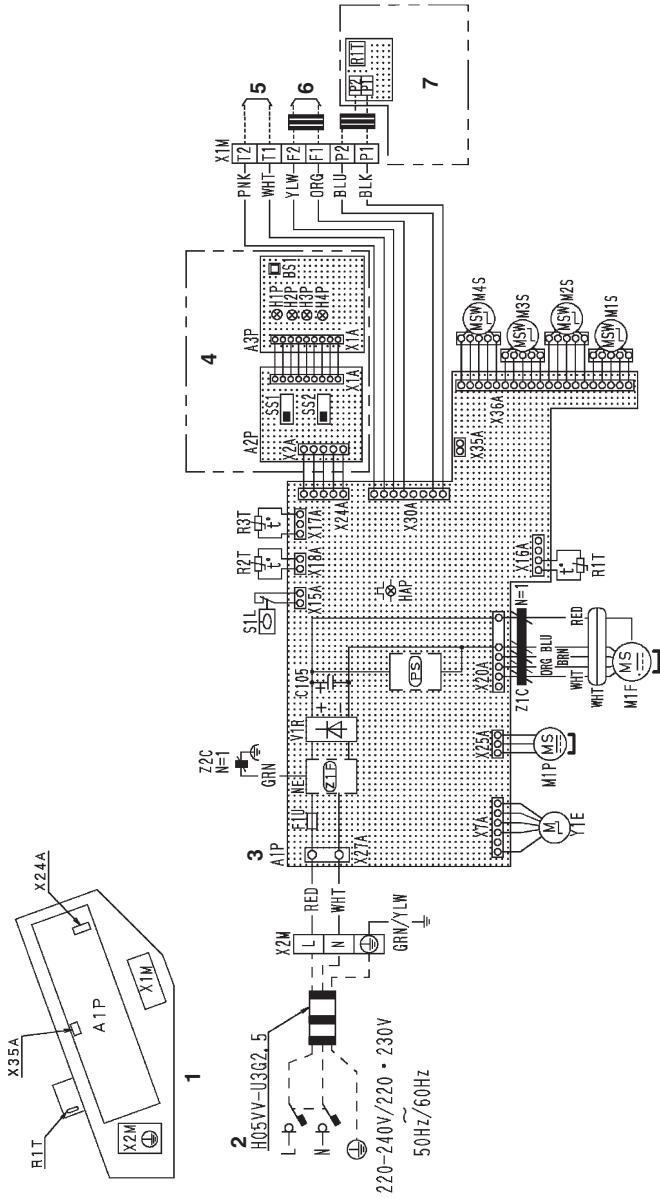 X35A
X24A
R1T
A1P
X2M
X1M
1
2
H05VV-U3G2,5
L
N
220-240V/220・230V
~
50Hz/60Hz
X2M
L
N
GRN/YLW
RED
WHT
3
A1P
X27A
F1U
Z2C
N=1
GRN
NE
Z1F
V1R
+
-
+
C105
PS
HAP
S1L
X15A
R2T
t°
X18A
R3T
t°
X17A
X24A
X30A
X35A
X36A
X16A
t°
R1T
X7A
M
Y1E
X25A
MS
M1P
X20A
Z1C
N=1
WHT
ORG
BRN
BLU
RED
WHT
MS
M1F
MSW M4S
MSW M3S
MSW M2S
MSW M1S
4
A2P
X2A
SS1
SS2
X1A
A3P
X1A
BS1
H1P
H2P
H3P
H4P
X1M
PNK T2
WHT T1
YLW F2
ORG F1
BLU P2
BLK P1
5
6
7
R1T
P2
P1